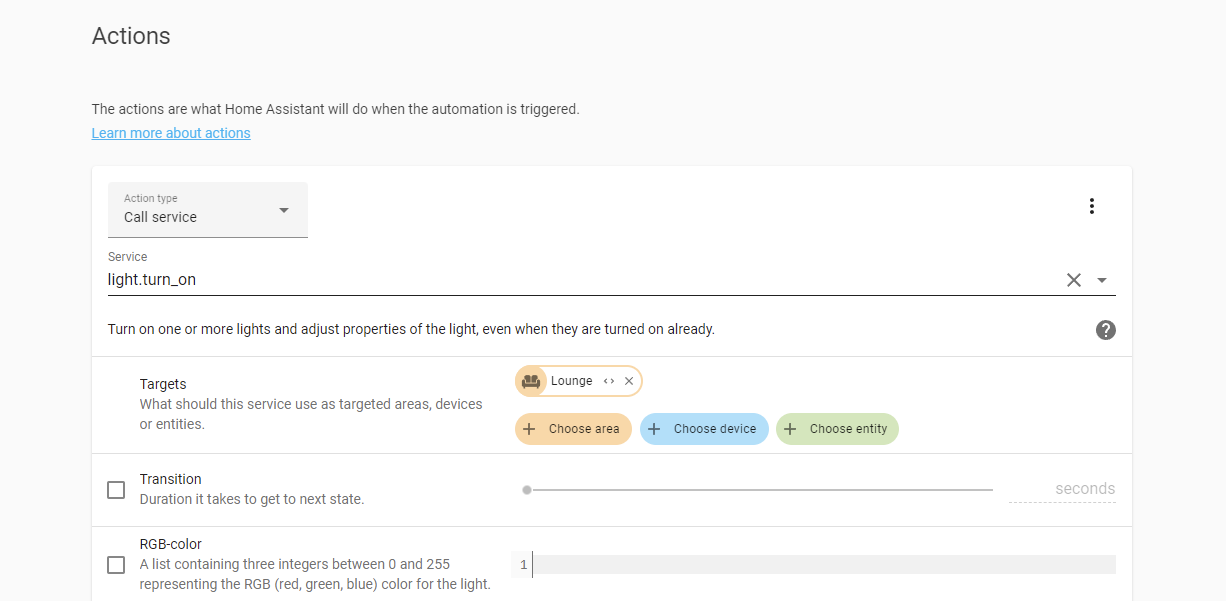 Actions
The actions are what Home Assistant will do when the automation is triggered.
Learn more about actions
Action type
Call service
Service
light.turn_on
Turn on one or more lights and adjust properties of the light, even when they are turned on already.
Targets
What should this service use as targeted areas, devices
or entities.
Lounge
Choose area
Choose device
Choose entity
Transition
Duration it takes to get to next state.
seconds
RGB-color
A list containing three integers between 0 and 255
representing the RGB (red, green, blue) color for the light.
1